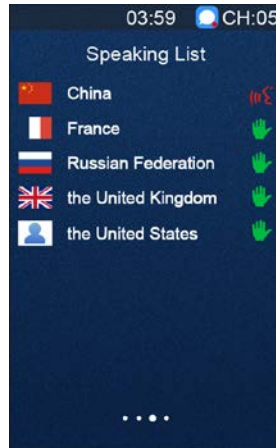 03:59 CH:05
Speaking List
China
France
Russian Federation
the United Kingdom
the United States